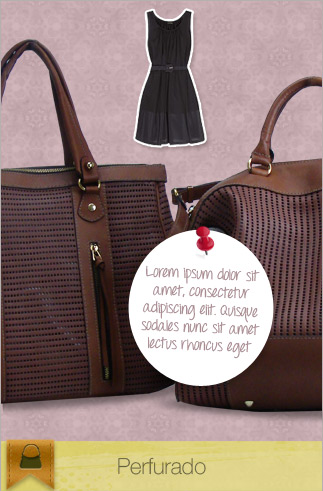 Lorem ipsum dolor sit
amet, consectetur
adipiscing elit. Quisque
sodales nunc sit amet
lectus rhoncus eget
Perfurado